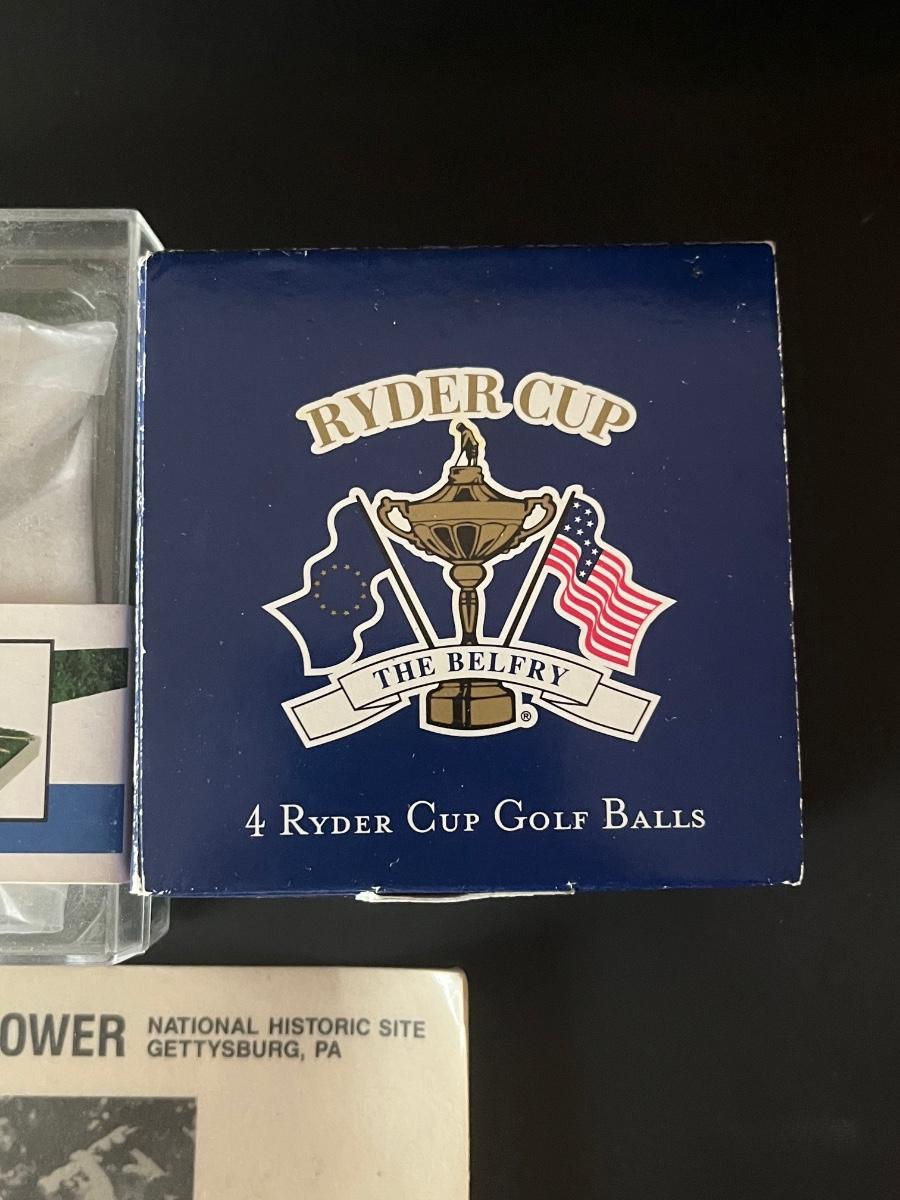 RYDER CUP
THE BELFRY
®
4 RYDER CUP GOLF BALLS
OWER NATIONAL HISTORIC SITE
GETTYSBURG, PA